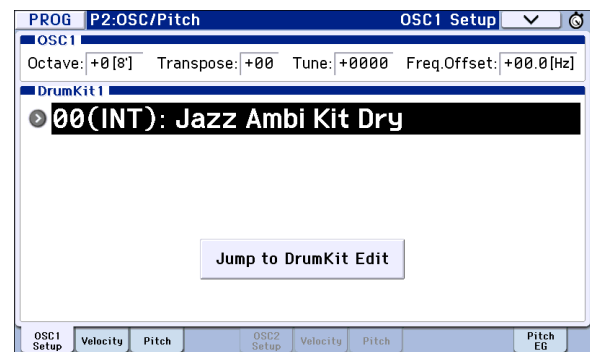 PROG P2:OSC/Pitch OSC1 Setup
OSC1
Octave: +0[8'] Transpose: +00 Tune: +0000 Freq.Offset: +00.0[Hz]
DrumKit1
00(INT): Jazz Ambi Kit Dry
Jump to DrumKit Edit
OSC1 Setup Velocity Pitch OSC2 Setup Velocity Pitch Pitch EG